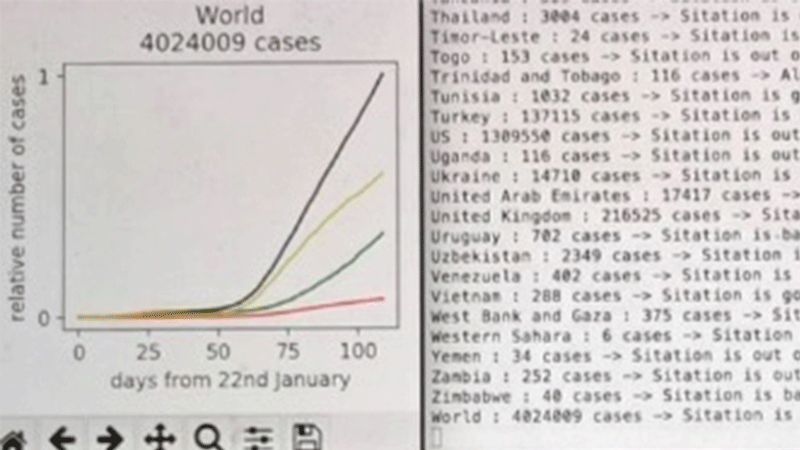 World
4024009 cases
relative number of cases
1
0
0 25 50 75 100
days from 22nd January
Thailand : 3004 cases -> Sitation is
Timor-Leste : 24 cases -> Sitation is
Togo : 153 cases -> Sitation is out o
Trinidad and Tobago : 116 cases -> Al
Tunisia : 1032 cases -> Sitation is g
Turkey : 137115 cases -> Sitation is
US : 1309550 cases -> Sitation is out
Uganda : 116 cases -> Sitation is out
Ukraine : 14710 cases -> Sitation is
United Arab Emirates : 17417 cases ->
United Kingdom : 216525 cases -> Sita
Uruguay : 702 cases -> Sitation is ba
Uzbekistan : 2349 cases -> Sitation i
Venezuela : 402 cases -> Sitation is
Vietnam : 288 cases -> Sitation is go
West Bank and Gaza : 375 cases -> Sit
Western Sahara : 6 cases -> Sitation
Yemen : 34 cases -> Sitation is out o
Zambia : 252 cases -> Sitation is out
Zimbabwe : 40 cases -> Sitation is ba
World : 4024009 cases -> Sitation is